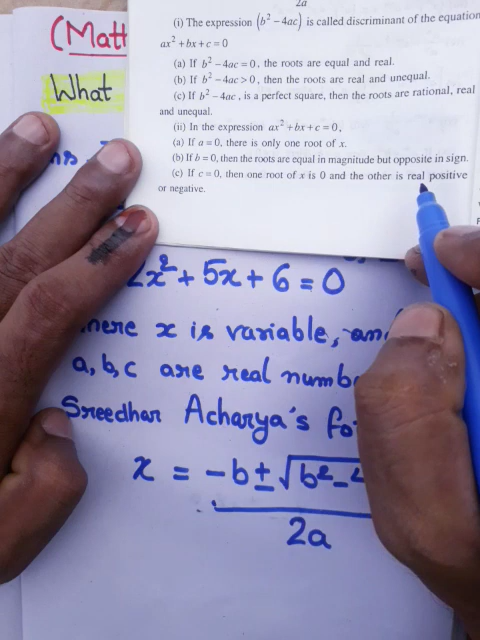 2a
(i) The expression (b² – 4ac) is called discriminant of the equation
ax² + bx + c = 0
(a) If b² – 4ac = 0, the roots are equal and real.
(b) If b² – 4ac > 0, then the roots are real and unequal.
(c) If b² – 4ac, is a perfect square, then the roots are rational, real
and unequal.
(ii) In the expression ax² + bx + c = 0,
(a) If a = 0, there is only one root of x.
(b) If b = 0, then the roots are equal in magnitude but opposite in sign.
(c) If c = 0, then one root of x is 0 and the other is real positive
or negative.
(Matt
What
2x² + 5x + 6 = 0
here x is variable, an
a, b, c are real numb
Sreedhar Acharya's fo
x = -b ± √b² -
2a